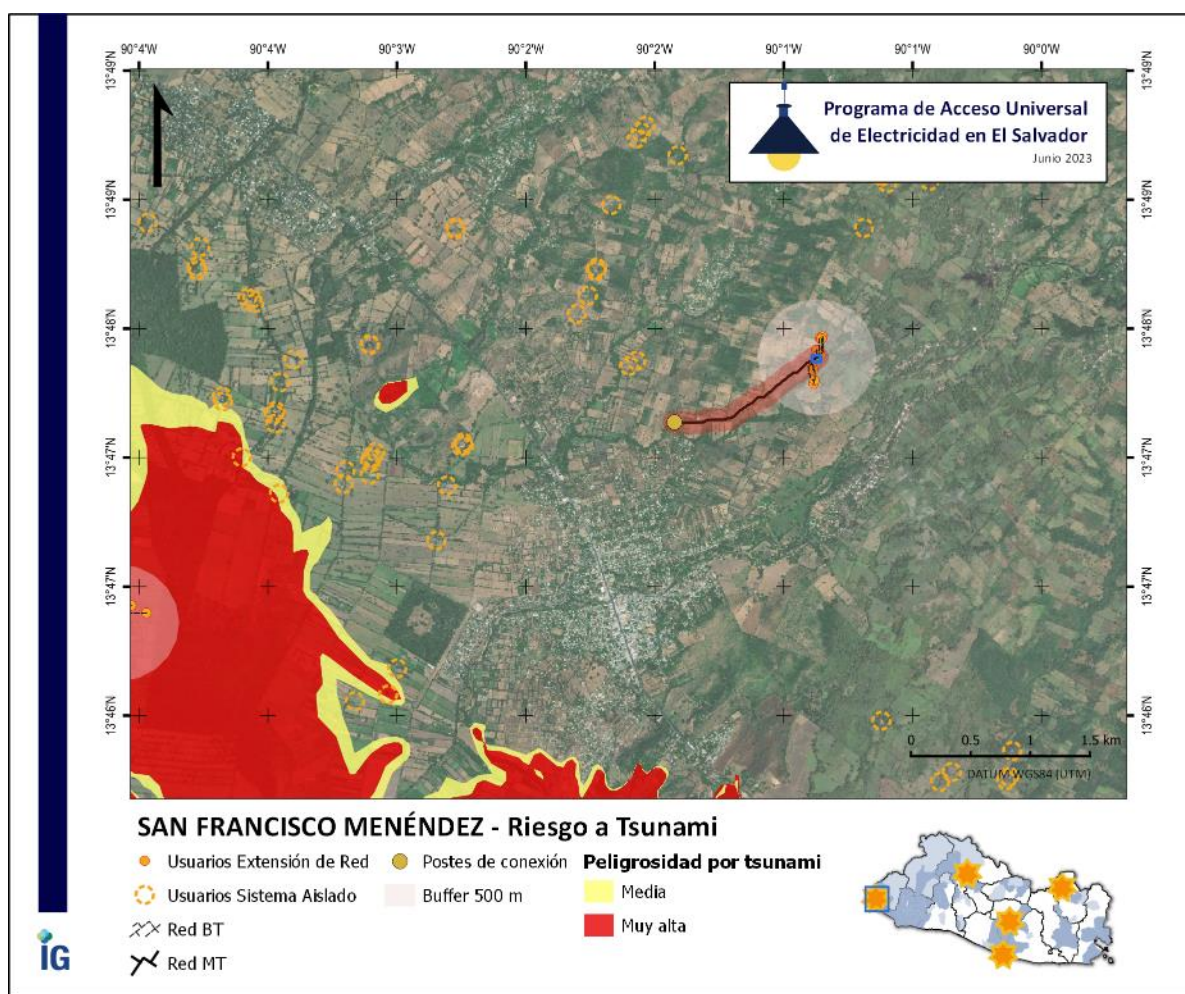 90°4'W 90°4'W 90°3'W 90°2'W 90°2'W 90°1'W 90°1'W 90°0'W
13°49'N 13°49'N
13°49'N 13°49'N
13°48'N 13°48'N
13°47'N 13°47'N
13°47'N 13°47'N
13°46'N 13°46'N
Programa de Acceso Universal
de Electricidad en El Salvador
Junio 2023
0 0.5 1 1.5 km
DATUM WGS84 (UTM)
SAN FRANCISCO MENÉNDEZ - Riesgo a Tsunami
Usuarios Extensión de Red
Usuarios Sistema Aislado
Red BT
Red MT
Postes de conexión
Buffer 500 m
Peligrosidad por tsunami
Media
Muy alta
IG